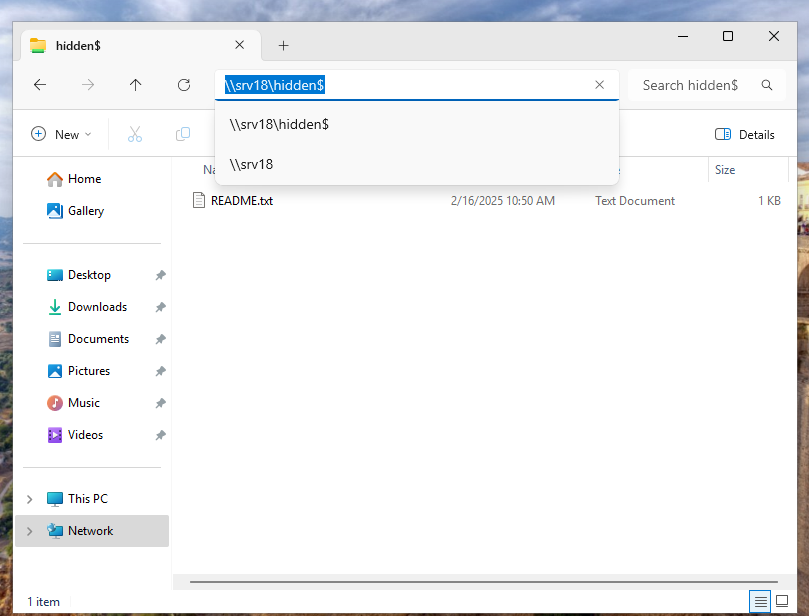 hidden$
\\srv18\hidden$
Search hidden$
New
Details
\\srv18\hidden$
\\srv18
Size
README.txt 2/16/2025 10:50 AM Text Document 1 KB
Home
Gallery
Desktop
Downloads
Documents
Pictures
Music
Videos
This PC
Network
1 item